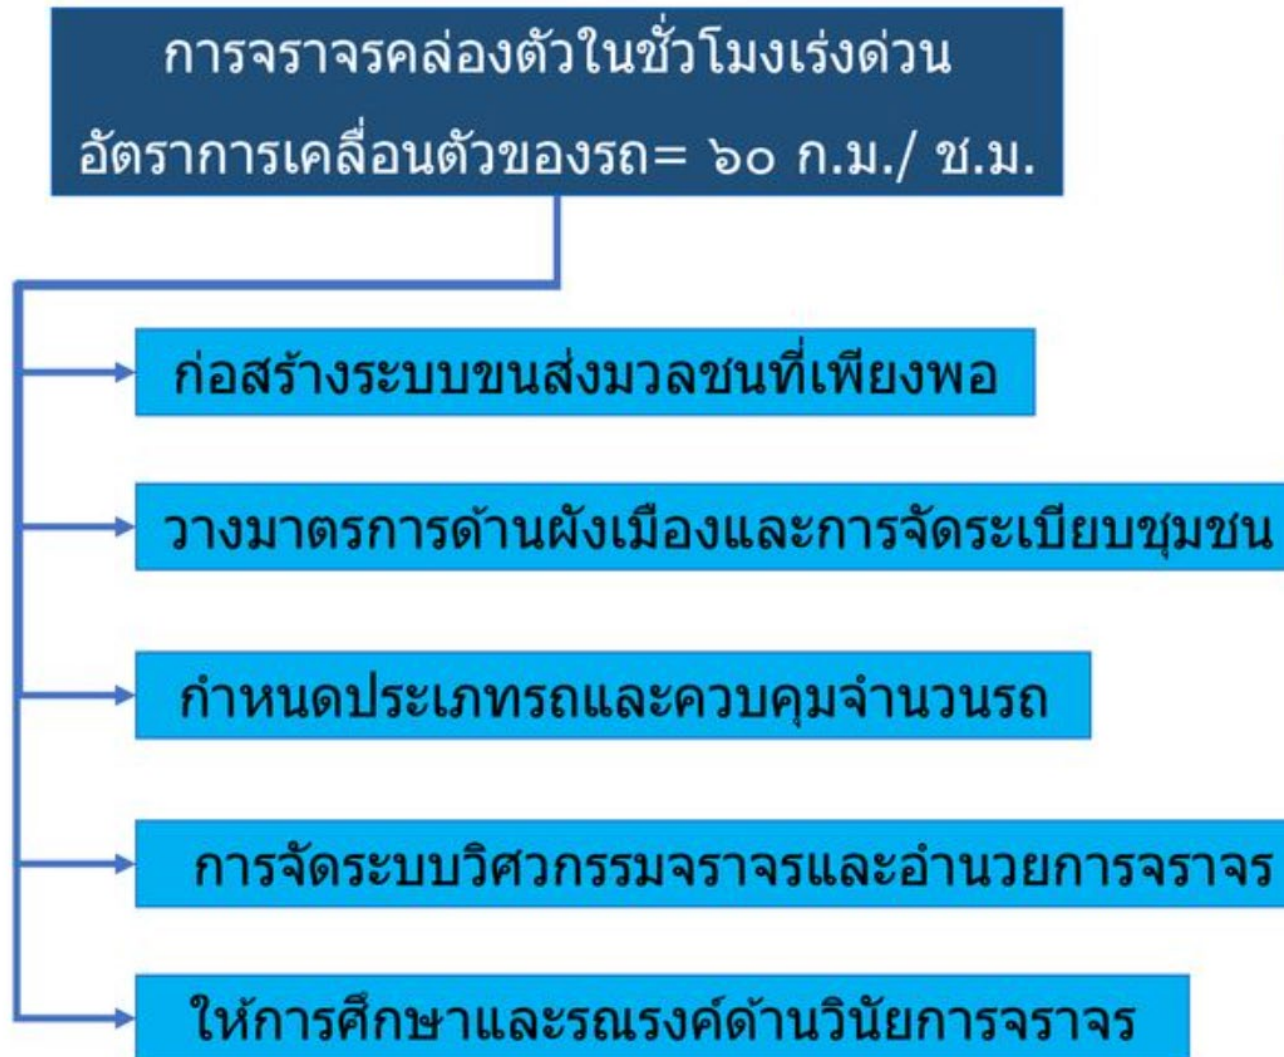 การจราจรคล่องตัวในชั่วโมงเร่งด่วน
อัตราการเคลื่อนตัวของรถ= ๖๐ ก.ม./ ช.ม.
ก่อสร้างระบบขนส่งมวลชนที่เพียงพอ
วางมาตรการด้านผังเมืองและการจัดระเบียบชุมชน
กำหนดประเภทรถและควบคุมจำนวนรถ
การจัดระบบวิศวกรรมจราจรและอำนวยการจราจร
ให้การศึกษาและรณรงค์ด้านวินัยการจราจร